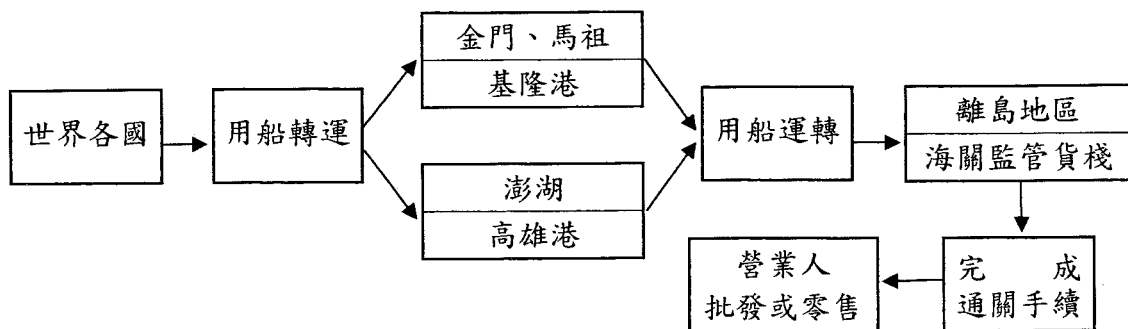 世界各國
用船轉運
金門、馬祖
基隆港
澎湖
高雄港
用船運轉
離島地區
海關監管貨棧
完成
通關手續
營業人
批發或零售